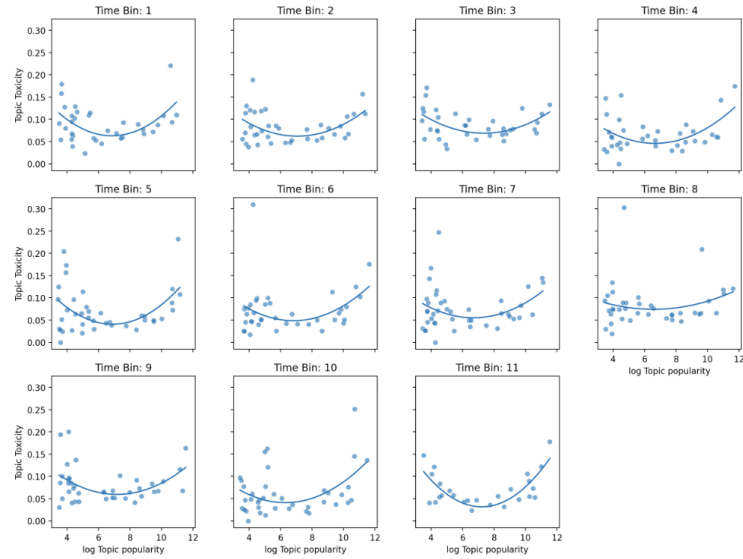 Time Bin: 1
Time Bin: 2
Time Bin: 3
Time Bin: 4
0.30
0.25
0.20
0.15
0.10
0.05
0.00
Topic Toxicity
Time Bin: 5
Time Bin: 6
Time Bin: 7
Time Bin: 8
0.30
0.25
0.20
0.15
0.10
0.05
0.00
Topic Toxicity
4 6 8 10 12
log Topic popularity
Time Bin: 9
Time Bin: 10
Time Bin: 11
0.30
0.25
0.20
0.15
0.10
0.05
0.00
Topic Toxicity
4 6 8 10 12
4 6 8 10 12
4 6 8 10 12
log Topic popularity
log Topic popularity
log Topic popularity